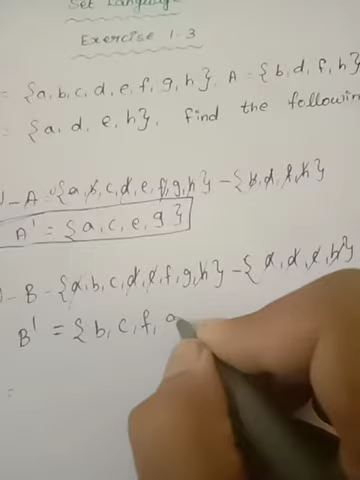 Set Language
Exercise 1-3
= {a, b, c, d, e, f, g, h}, A = {b, d, f, h}
= {a, d, e, h}, find the following
U - A = {a, b, c, d, e, f, g, h} - {b, d, f, h}
A' = {a, c, e, g}
- B - {a, b, c, d, e, f, g, h} - {a, d, e, h}
B' = {b, c, f,